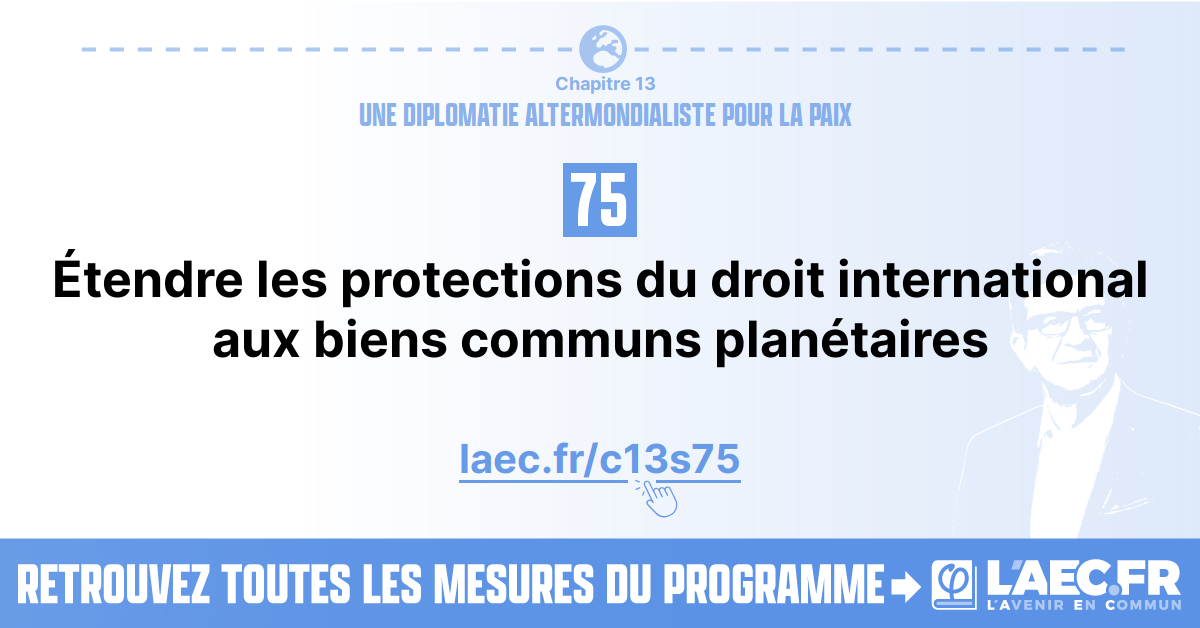 Chapitre 13
UNE DIPLOMATIE ALTERMONDIALISTE POUR LA PAIX
75
Étendre les protections du droit international
aux biens communs planétaires
laec.fr/c13s75
RETROUVEZ TOUTES LES MESURES DU PROGRAMME
L'AEC.FR
L'AVENIR EN COMMUN